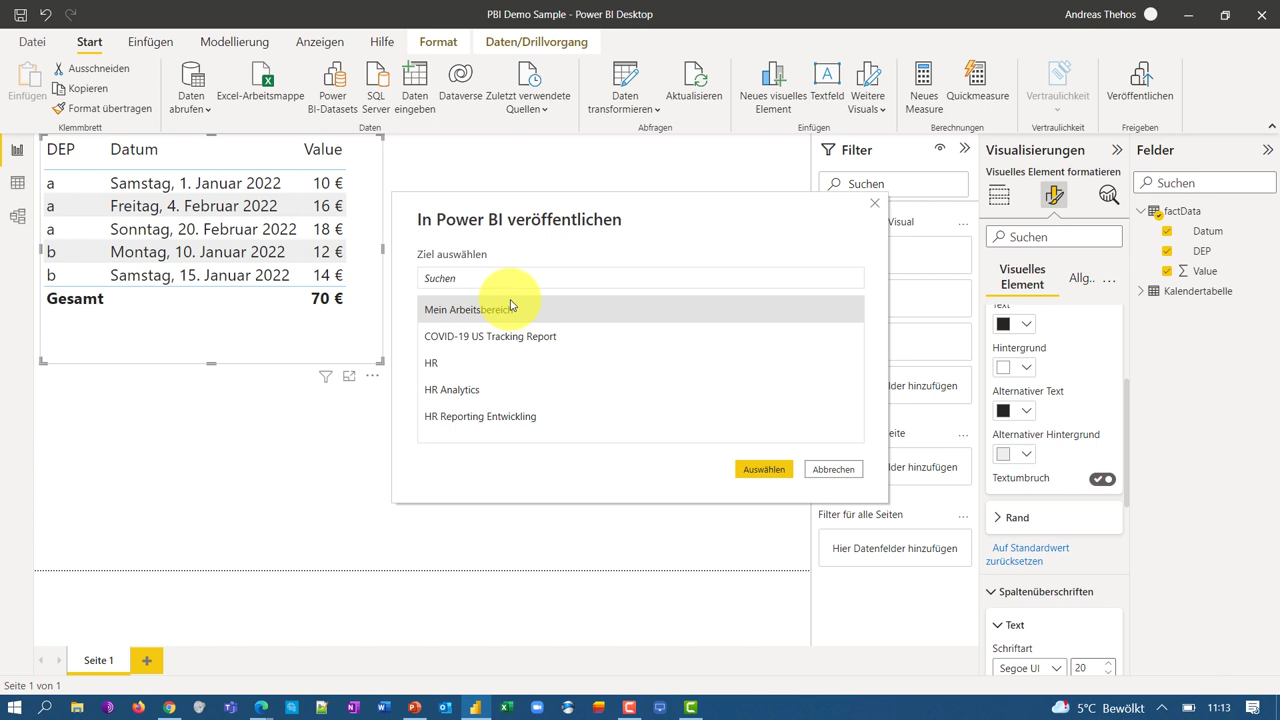 PBI Demo Sample - Power BI Desktop
Andreas Thehos
Datei Start Einfügen Modellierung Anzeigen Hilfe Format Daten/Drillvorgang
Einfügen
Ausschneiden
Kopieren
Format übertragen
Klemmbrett
Daten abrufen
Excel-Arbeitsmappe
Power BI-Datasets
SQL Server
Daten eingeben
Dataverse
Zuletzt verwendete Quellen
Daten
Daten transformieren
Aktualisieren
Abfragen
Neues visuelles Element
Textfeld
Weitere Visuals
Einfügen
Neues Measure
Quickmeasure
Berechnungen
Vertraulichkeit
Vertraulichkeit
Veröffentlichen
Freigeben
DEP Datum Value
a Samstag, 1. Januar 2022 10 €
a Freitag, 4. Februar 2022 16 €
a Sonntag, 20. Februar 2022 18 €
b Montag, 10. Januar 2022 12 €
b Samstag, 15. Januar 2022 14 €
Gesamt 70 €
In Power BI veröffentlichen
Ziel auswählen
Suchen
Mein Arbeitsbereich
COVID-19 US Tracking Report
HR
HR Analytics
HR Reporting Entwickling
Auswählen Abbrechen
Filter
Suchen
Visual ...
lder hinzufügen
eite ...
lder hinzufügen
Filter für alle Seiten ...
Hier Datenfelder hinzufügen
Visualisierungen
Visuelles Element formatieren
Suchen
Visuelles Element
Allg.. ...
Text
Hintergrund
Alternativer Text
Alternativer Hintergrund
Textumbruch
Rand
Auf Standardwert zurücksetzen
Spaltenüberschriften
Text
Schriftart
Segoe UI 20
Felder
Suchen
factData
Datum
DEP
Σ Value
Kalendertabelle
Seite 1
Seite 1 von 1
5°C Bewölkt
11:13